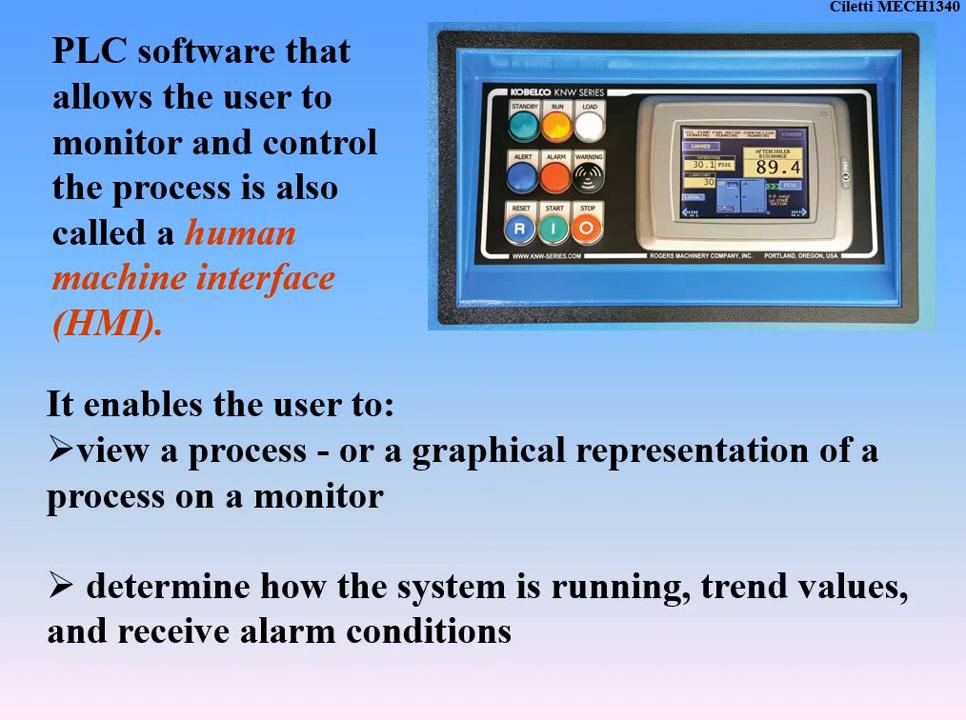 Ciletti MECH1340
PLC software that
allows the user to
monitor and control
the process is also
called a human
machine interface
(HMI).
KOBELCO KNW SERIES
STANDBY RUN LOAD
ALERT ALARM WARNING
RESET START STOP
R I O
WWW.KNW-SERIES.COM
LOADED
AFTERCOOLER
DISCHARGE
89.4
30.1 PSIG
30
PSIG
ROGERS MACHINERY COMPANY, INC. PORTLAND, OREGON, USA
It enables the user to:
➢view a process - or a graphical representation of a
process on a monitor
➢ determine how the system is running, trend values,
and receive alarm conditions